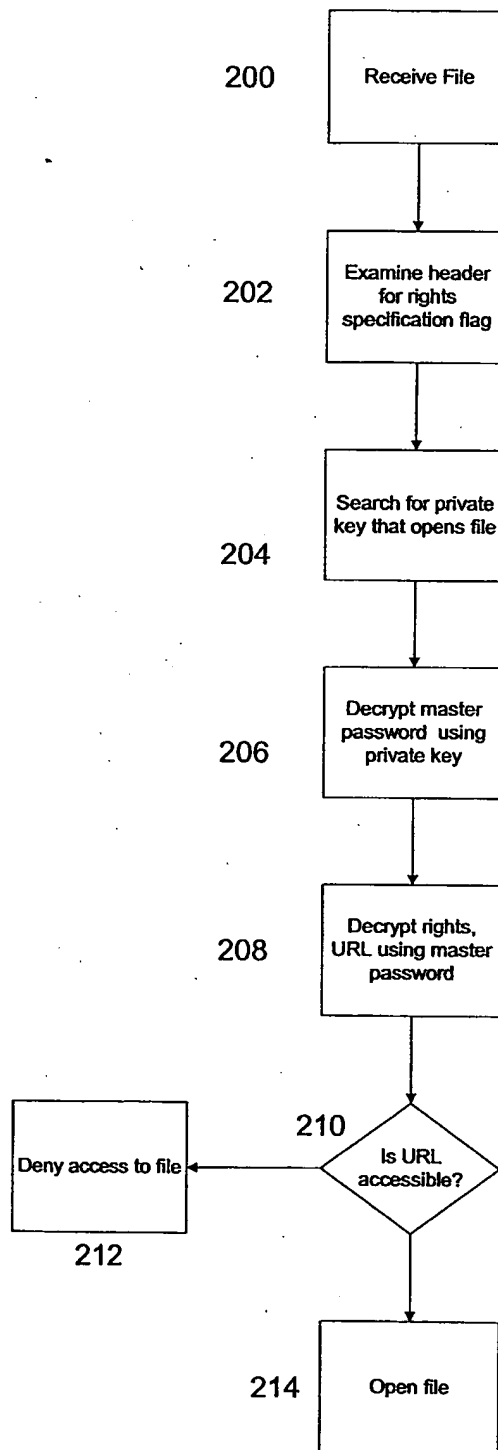 200
Receive File
202
Examine header
for rights
specification flag
204
Search for private
key that opens file
206
Decrypt master
password using
private key
208
Decrypt rights,
URL using master
password
210
Is URL
accessible?
Deny access to file
212
214
Open file